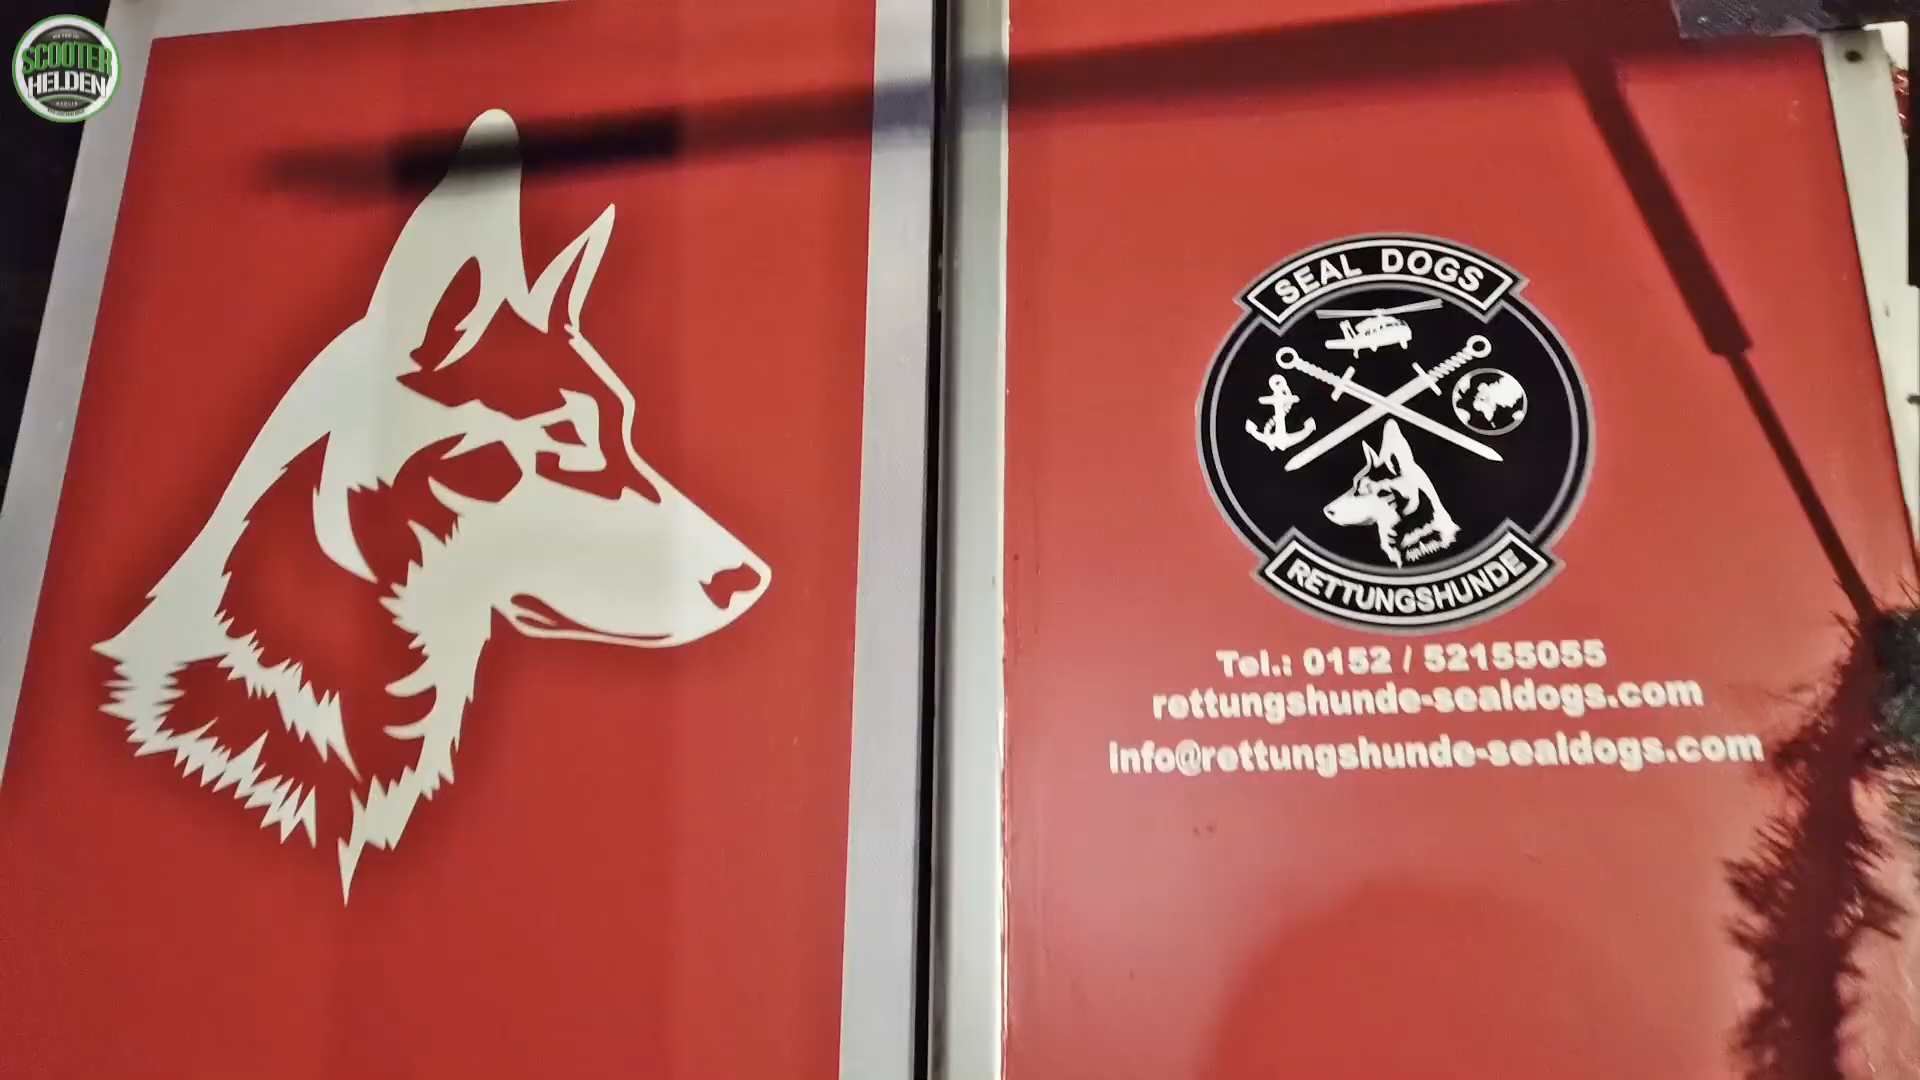 SCOOTER
HELDEN
SEAL DOGS
RETTUNGSHUNDE
Tel.: 0152 / 52155055
rettungshunde-sealdogs.com
info@rettungshunde-sealdogs.com